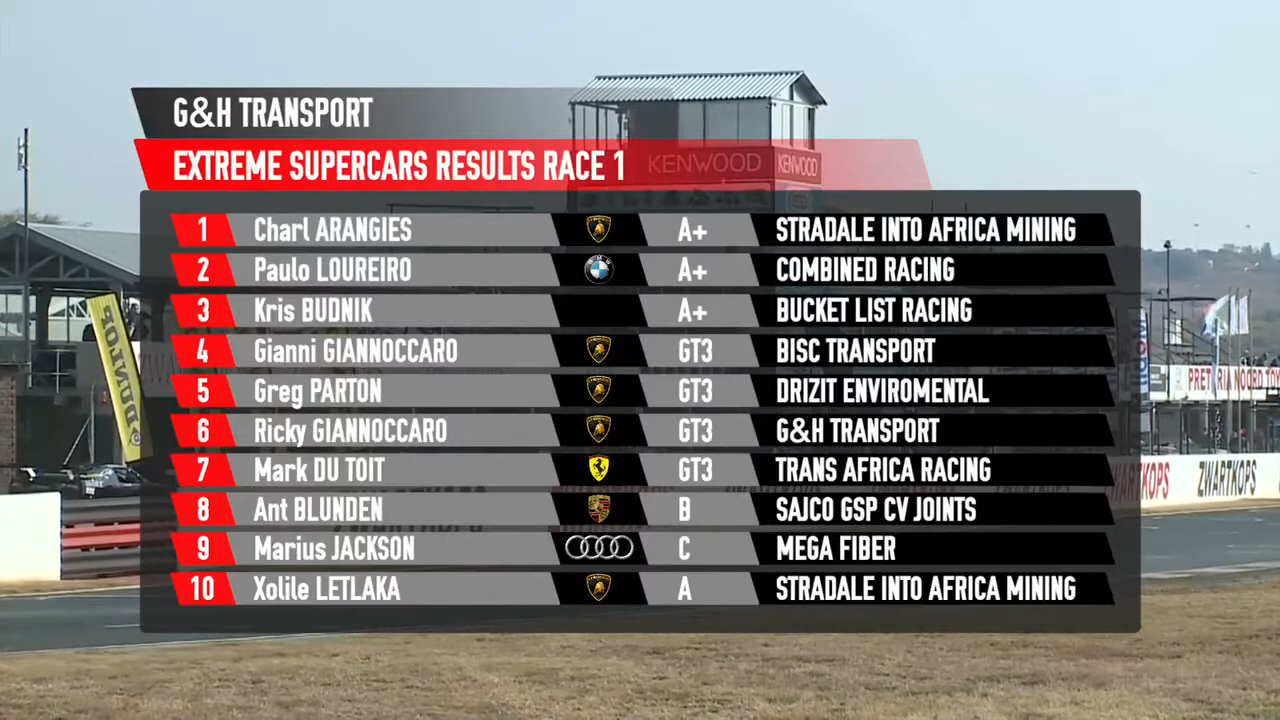 G&H TRANSPORT
EXTREME SUPERCARS RESULTS RACE 1
KENWOOD KENWOOD
1 Charl ARANGIES A+ STRADALE INTO AFRICA MINING
2 Paulo LOUREIRO A+ COMBINED RACING
3 Kris BUDNIK A+ BUCKET LIST RACING
4 Gianni GIANNOCCARO GT3 BISC TRANSPORT
5 Greg PARTON GT3 DRIZIT ENVIROMENTAL
6 Ricky GIANNOCCARO GT3 G&H TRANSPORT
7 Mark DU TOIT GT3 TRANS AFRICA RACING
8 Ant BLUNDEN B SAJCO GSP CV JOINTS
9 Marius JACKSON C MEGA FIBER
10 Xolile LETLAKA A STRADALE INTO AFRICA MINING
DUNLOP
PRETORIA NOORD
ZWARTKOPS